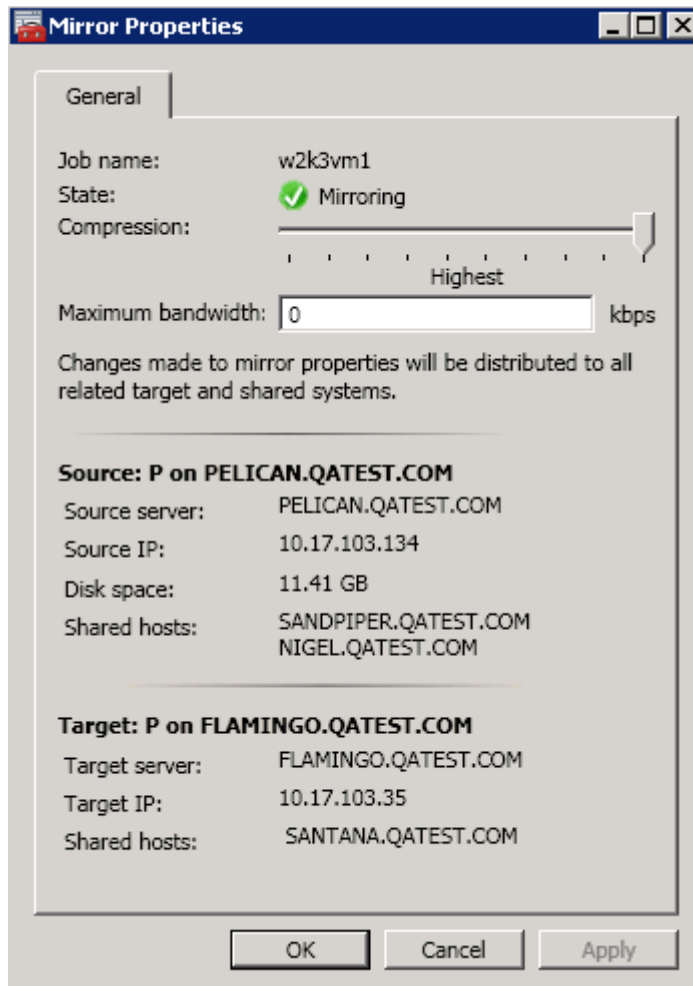 Mirror Properties
General
Job name: w2k3vm1
State: Mirroring
Compression:
Highest
Maximum bandwidth: 0 kbps
Changes made to mirror properties will be distributed to all
related target and shared systems.
Source: P on PELICAN.QATEST.COM
Source server: PELICAN.QATEST.COM
Source IP: 10.17.103.134
Disk space: 11.41 GB
Shared hosts: SANDPIPER.QATEST.COM
NIGEL.QATEST.COM
Target: P on FLAMINGO.QATEST.COM
Target server: FLAMINGO.QATEST.COM
Target IP: 10.17.103.35
Shared hosts: SANTANA.QATEST.COM
OK Cancel Apply